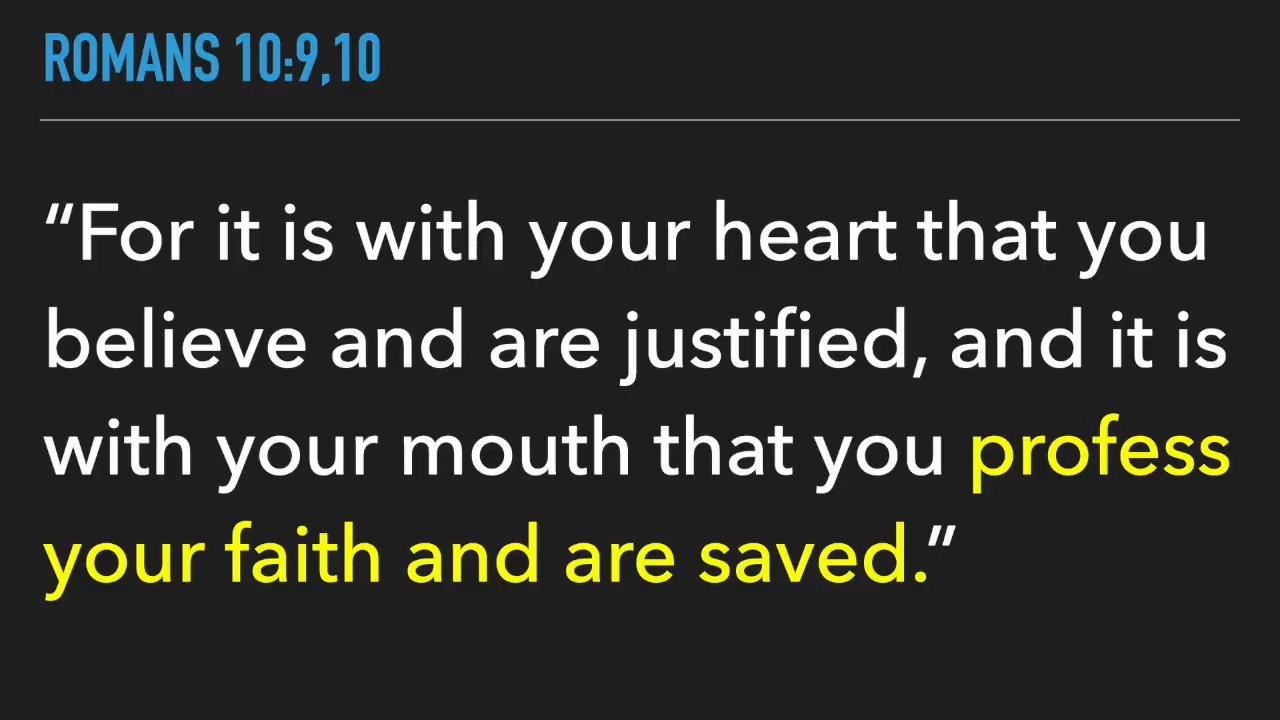 ROMANS 10:9,10
“For it is with your heart that you
believe and are justified, and it is
with your mouth that you profess
your faith and are saved.”